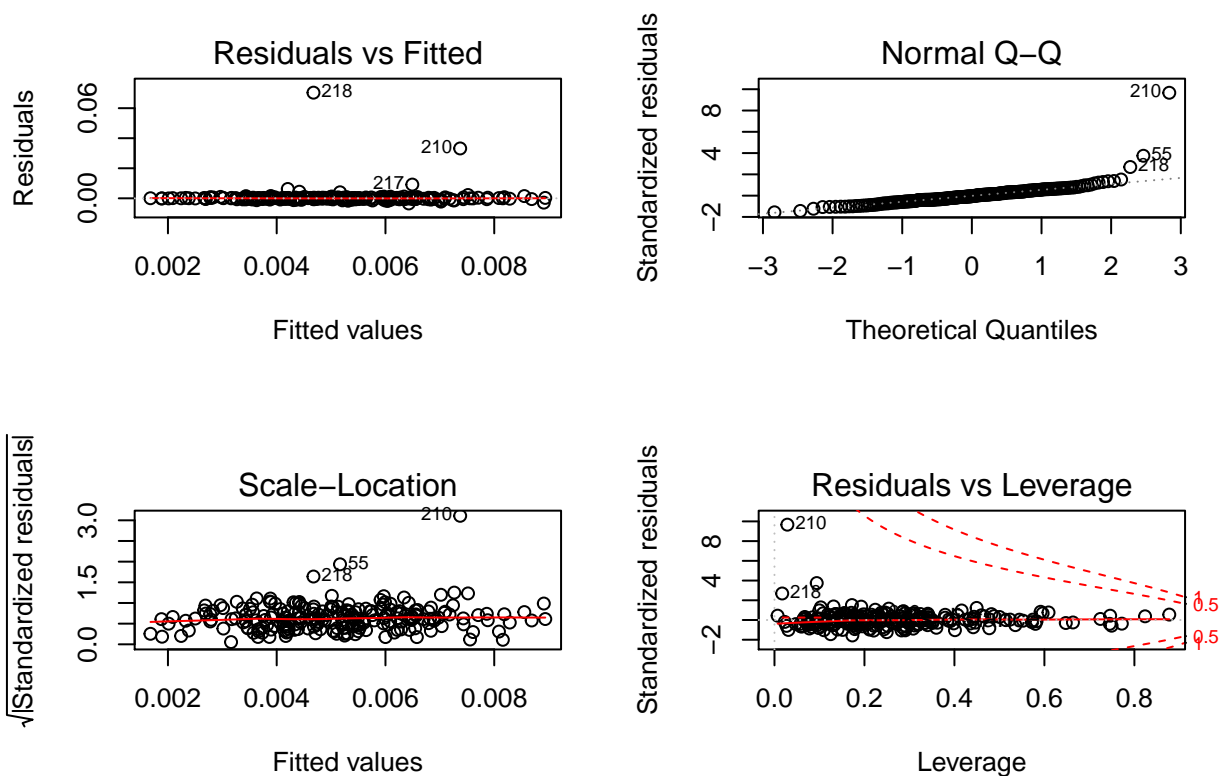 Residuals vs Fitted
Residuals
0.00
0.06
218
210
217
0.002 0.004 0.006 0.008
Fitted values
Normal Q−Q
Standardized residuals
−2
4
8
210
55
218
−3 −2 −1 0 1 2 3
Theoretical Quantiles
Scale−Location
√|Standardized residuals|
0.0
1.5
3.0
210
55
218
0.002 0.004 0.006 0.008
Fitted values
Residuals vs Leverage
Standardized residuals
−2
4
8
210
218
1
0.5
0.5
1
0.0 0.2 0.4 0.6 0.8
Leverage